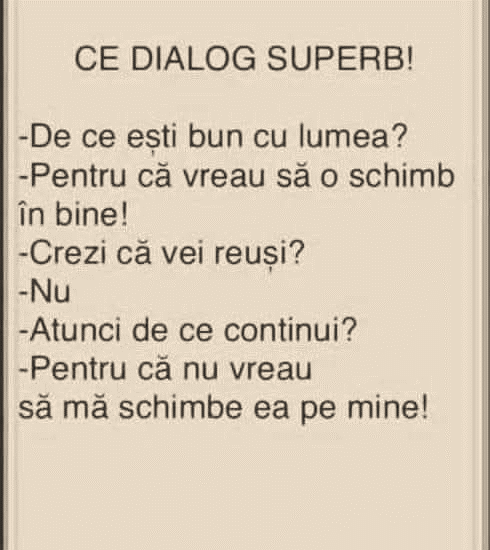 CE DIALOG SUPERB!
-De ce ești bun cu lumea?
-Pentru că vreau să o schimb
în bine!
-Crezi că vei reuși?
-Nu
-Atunci de ce continui?
-Pentru că nu vreau
să mă schimbe ea pe mine!